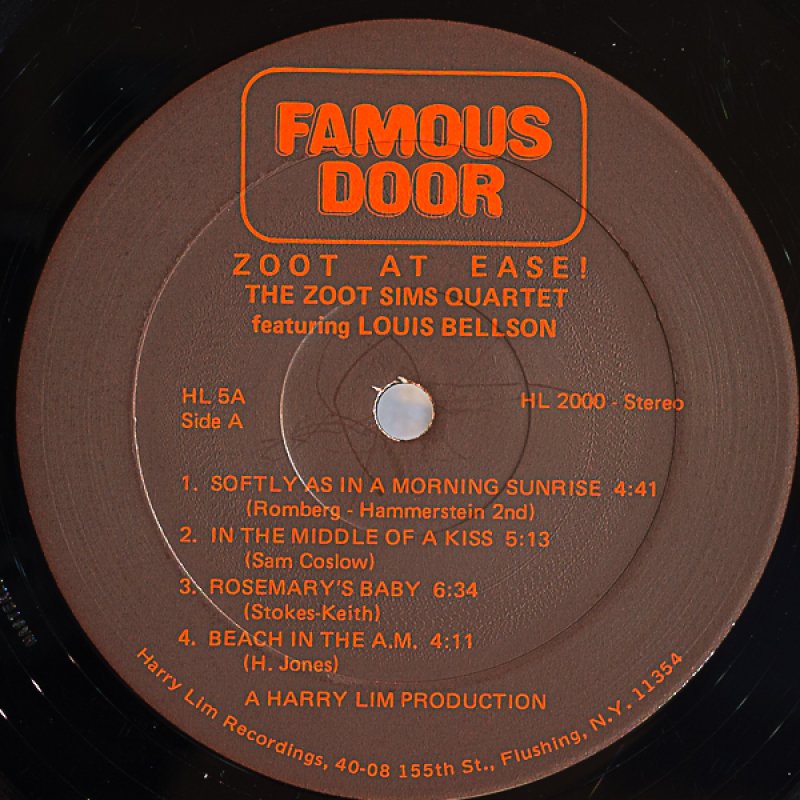 FAMOUS
DOOR
ZOOT AT EASE!
THE ZOOT SIMS QUARTET
featuring LOUIS BELLSON
HL 5A
Side A
HL 2000 - Stereo
1. SOFTLY AS IN A MORNING SUNRISE 4:41
(Romberg - Hammerstein 2nd)
2. IN THE MIDDLE OF A KISS 5:13
(Sam Coslow)
3. ROSEMARY'S BABY 6:34
(Stokes-Keith)
4. BEACH IN THE A.M. 4:11
(H. Jones)
A HARRY LIM PRODUCTION
Harry Lim Recordings, 40-08 155th St., Flushing, N.Y. 11354